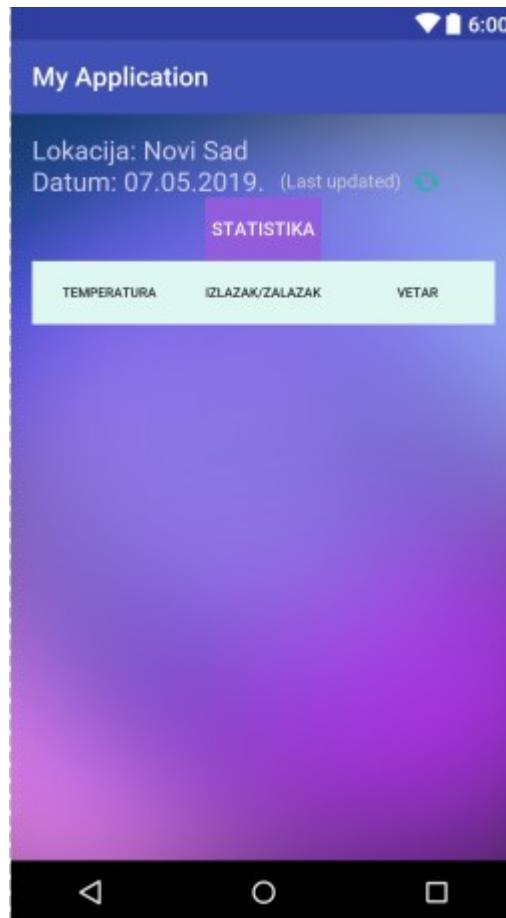 6:00
My Application
Lokacija: Novi Sad
Datum: 07.05.2019. (Last updated)
STATISTIKA
TEMPERATURA IZLAZAK/ZALAZAK VETAR